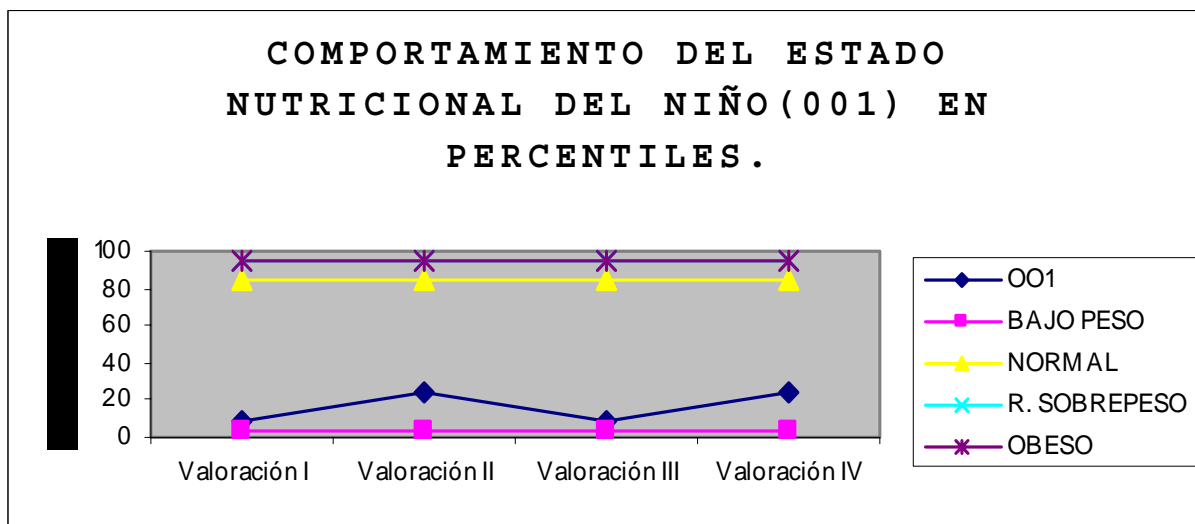 COMPORTAMIENTO DEL ESTADO
NUTRICIONAL DEL NIÑO(001) EN
PERCENTILES.
100
80
60
40
20
0
Valoración I
Valoración II
Valoración III
Valoración IV
OO1
BAJO PESO
NORMAL
R. SOBREPESO
OBESO